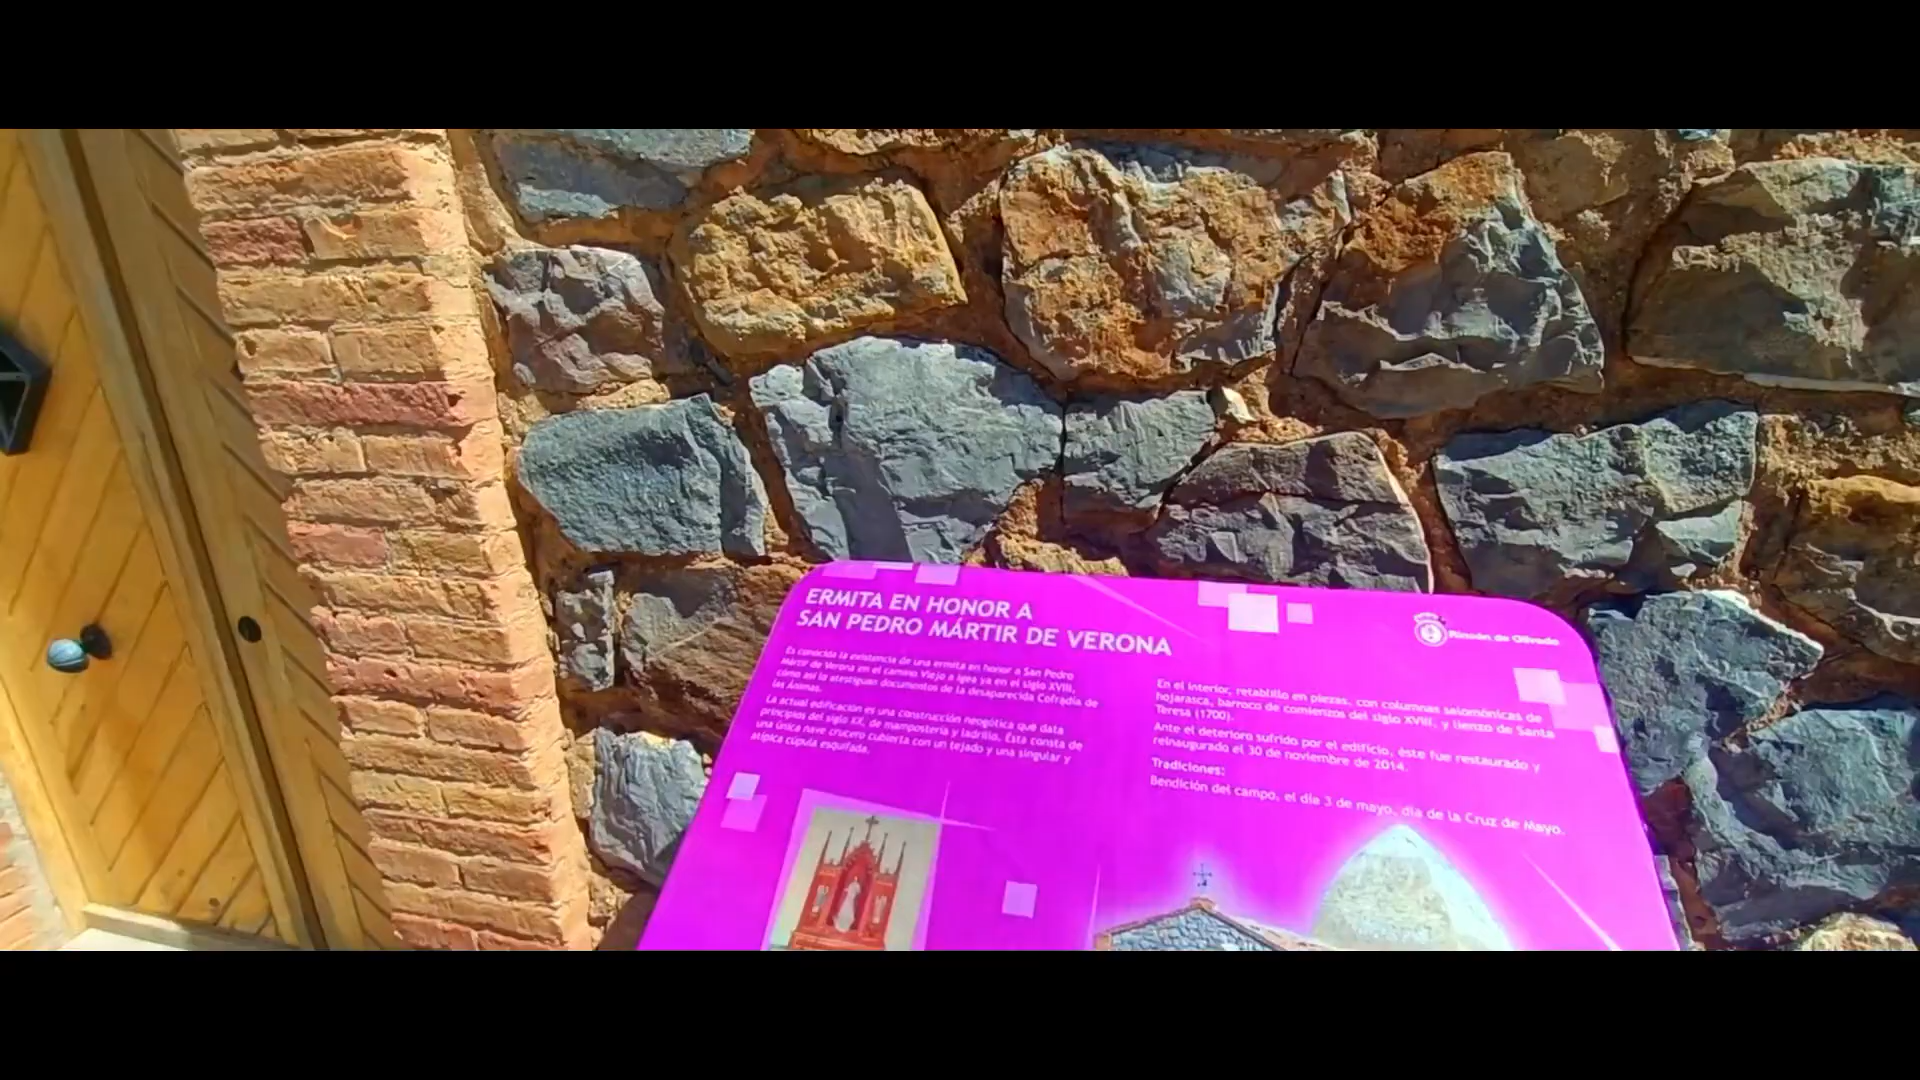 ERMITA EN HONOR A
SAN PEDRO MÁRTIR DE VERONA
Es conocida la existencia de una ermita en honor a San Pedro
Mártir de Verona en el camino Viejo a Igea ya en el siglo XVIII,
cómo así lo atestiguan documentos de la desaparecida Cofradía de
las Ánimas.
La actual edificación es una construcción neogótica que data
principios del siglo XX, de mampostería y ladrillo. Ésta consta de
una única nave crucero cubierta con un tejado y una singular y
atípica cúpula esquifada.
Rincón de Olivedo
En el interior, retablillo en piezas, con columnas salomónicas de
hojarasca, barroco de comienzos del siglo XVIII, y lienzo de Santa
Teresa (1700).
Ante el deterioro sufrido por el edificio, éste fue restaurado y
reinaugurado el 30 de noviembre de 2014.
Tradiciones:
Bendición del campo, el día 3 de mayo, día de la Cruz de Mayo.